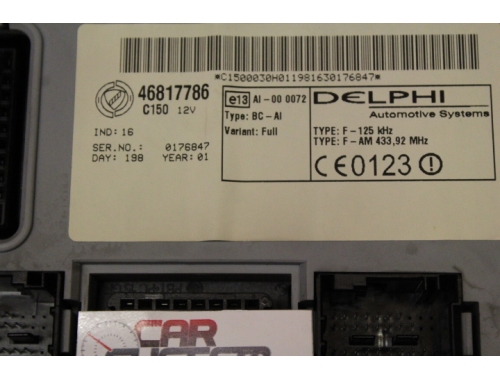 *C1500030H011981630176847*
46817786
C150 12V
IND: 16
SER.NO.: 0176847
DAY: 198 YEAR: 01
e13 AI-00 0072
Type: BC-AI
Variant: Full
DELPHI
Automotive Systems
TYPE: F - 125 kHz
TYPE: F - AM 433,92 MHz
CE0123
CAR
SYSTEM